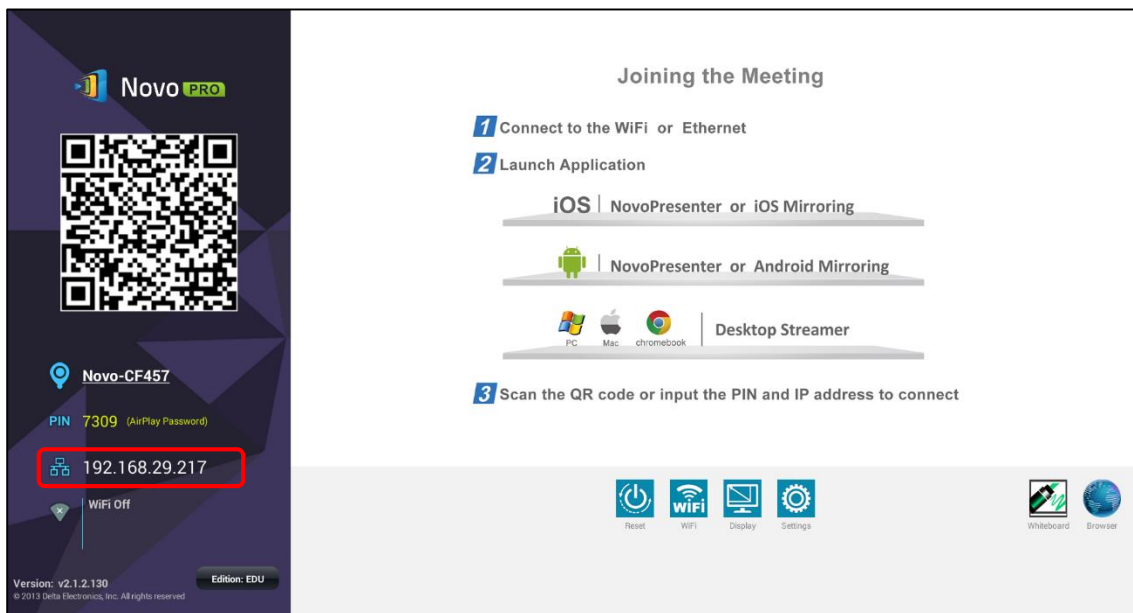 Novo PRO
Novo-CF457
PIN 7309 (AirPlay Password)
192.168.29.217
WiFi Off
Version: v2.1.2.130
Edition: EDU
© 2013 Delta Electronics, Inc. All rights reserved
Joining the Meeting
1 Connect to the WiFi or Ethernet
2 Launch Application
iOS | NovoPresenter or iOS Mirroring
| NovoPresenter or Android Mirroring
PC Mac chromebook | Desktop Streamer
3 Scan the QR code or input the PIN and IP address to connect
WiFi
Reset WiFi Display Settings
Whiteboard Browser